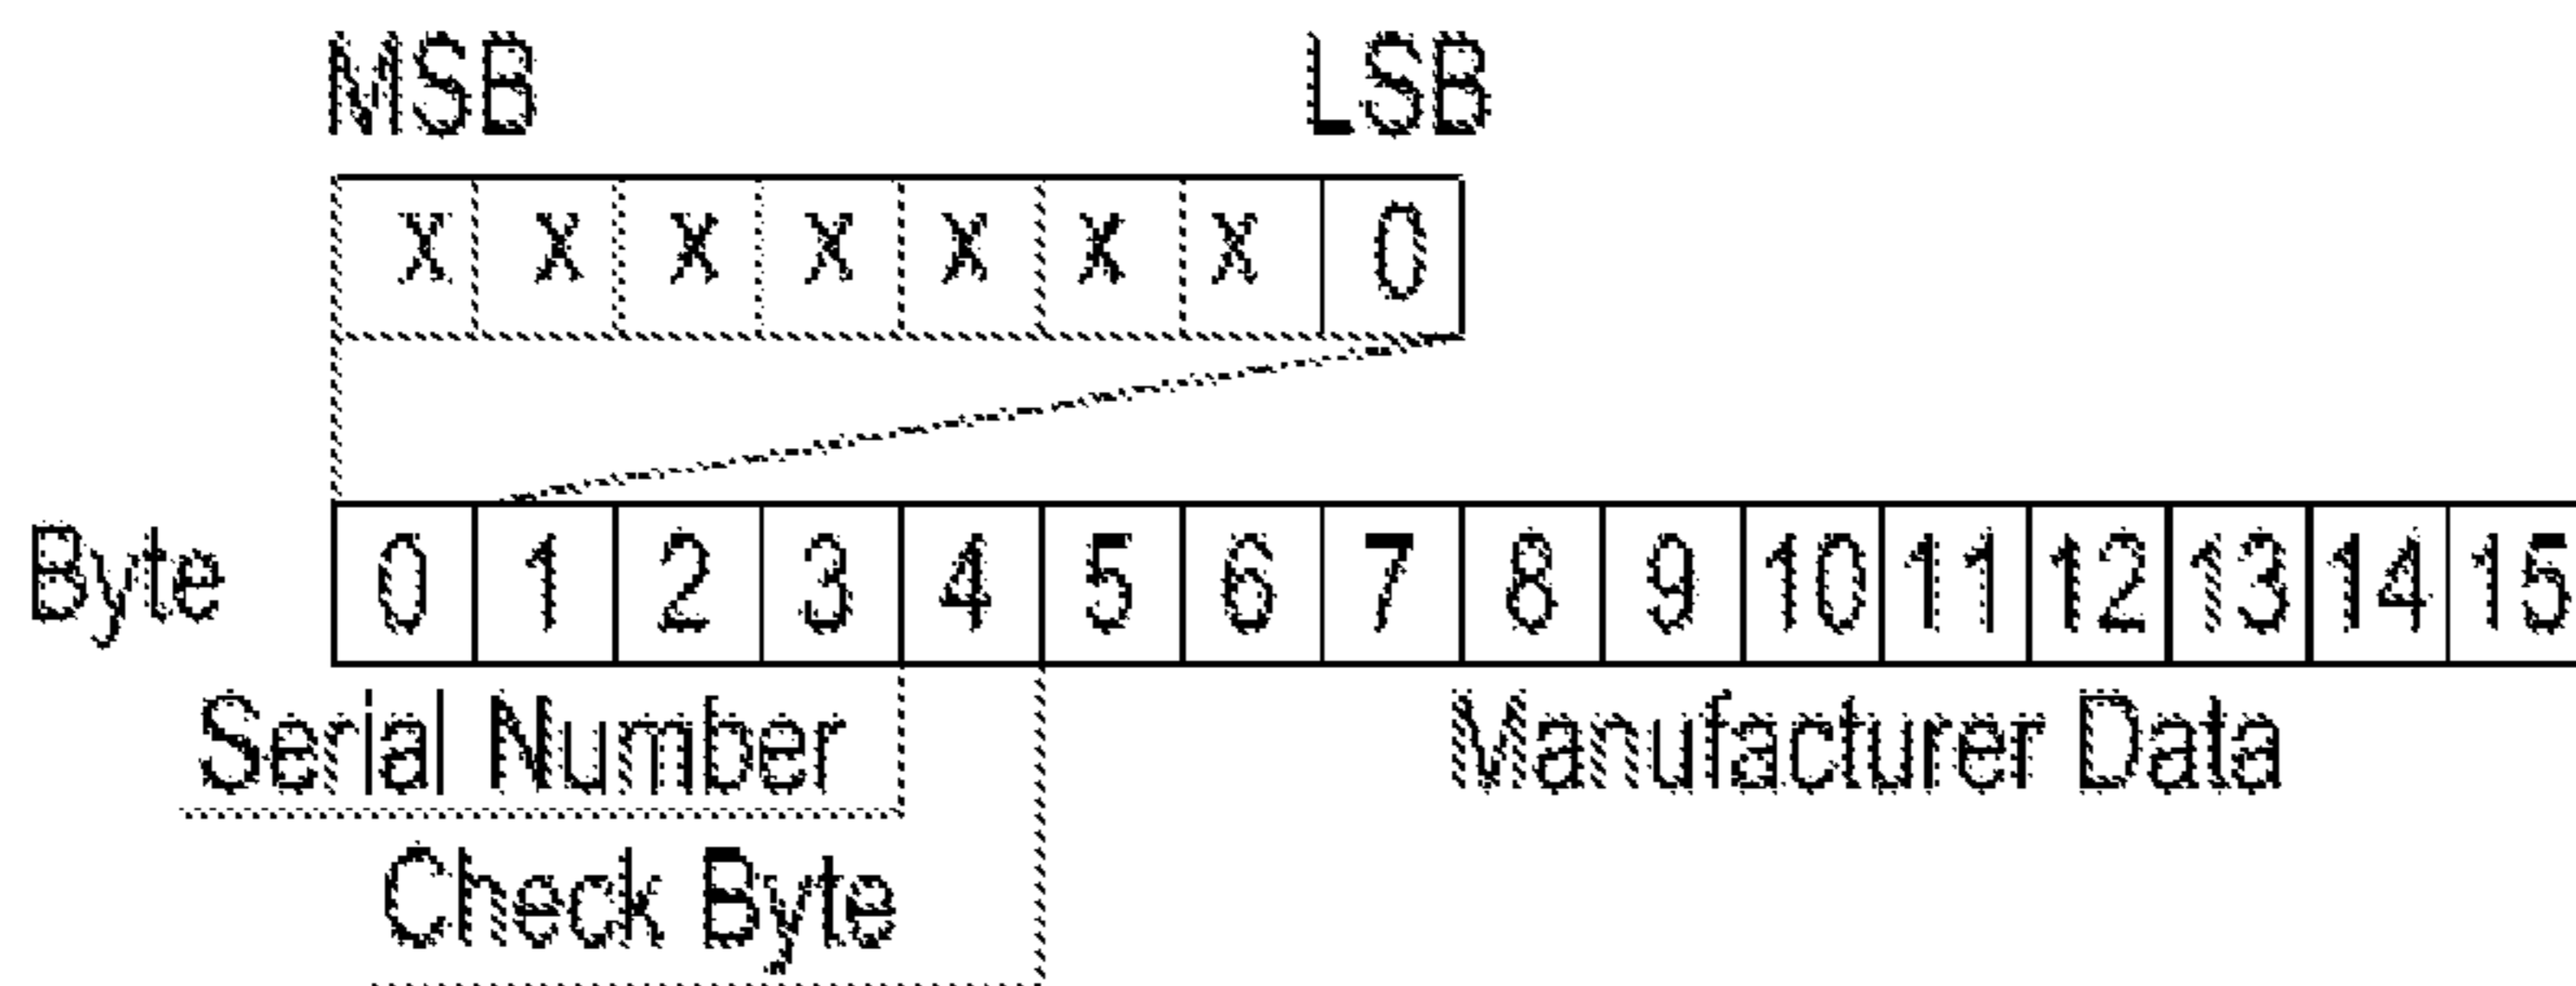 MSB LSB
x x x x x x x 0
Byte 0 1 2 3 4 5 6 7 8 9 10 11 12 13 14 15
Serial Number Manufacturer Data
Check Byte